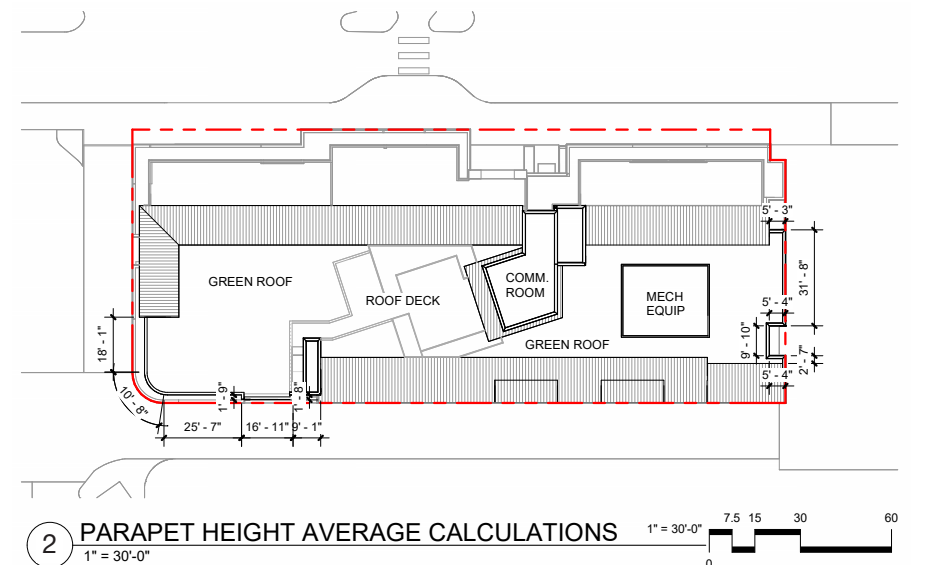 5' - 3"
GREEN ROOF
COMM.
ROOM
ROOF DECK
MECH
EQUIP
31' - 8"
5' - 4"
GREEN ROOF
9' - 10"
2' - 7"
5' - 4"
18' - 1"
10' - 8"
1' - 9"
1' - 8"
25' - 7"
16' - 11"
9' - 1"
2
PARAPET HEIGHT AVERAGE CALCULATIONS
1" = 30'-0"
1" = 30'-0"
7.5 15 30 60
0